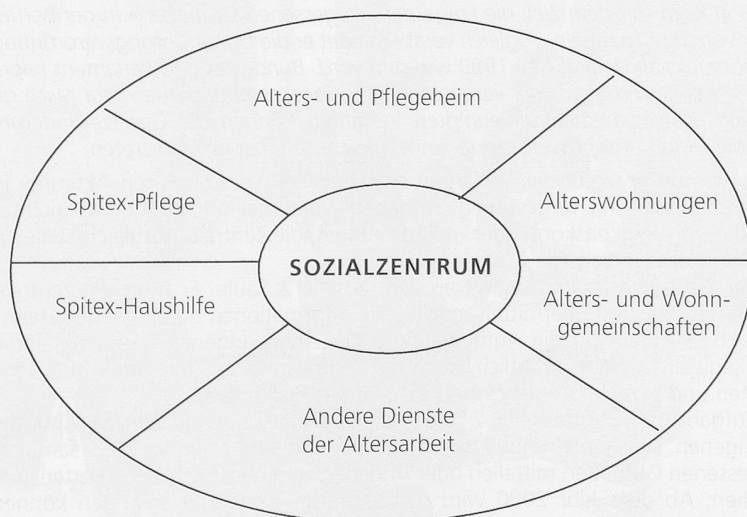 Alters- und Pflegeheim
Spitex-Pflege
Alterswohnungen
SOZIALZENTRUM
Spitex-Haushilfe
Alters- und Wohn-
gemeinschaften
Andere Dienste
der Altersarbeit